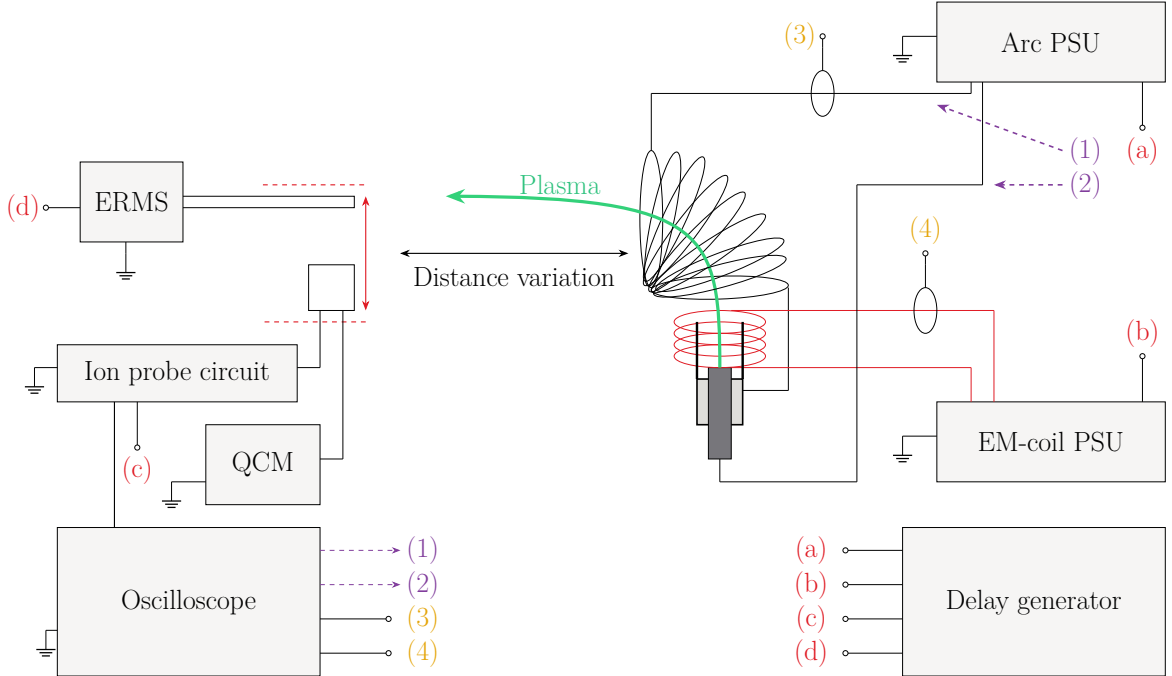 (3)
Arc PSU
(1)
(a)
(2)
Plasma
ERMS
(d)
(4)
Distance variation
(b)
Ion probe circuit
EM-coil PSU
QCM
(c)
(1)
(a)
(2)
(b)
Oscilloscope
Delay generator
(3)
(c)
(4)
(d)